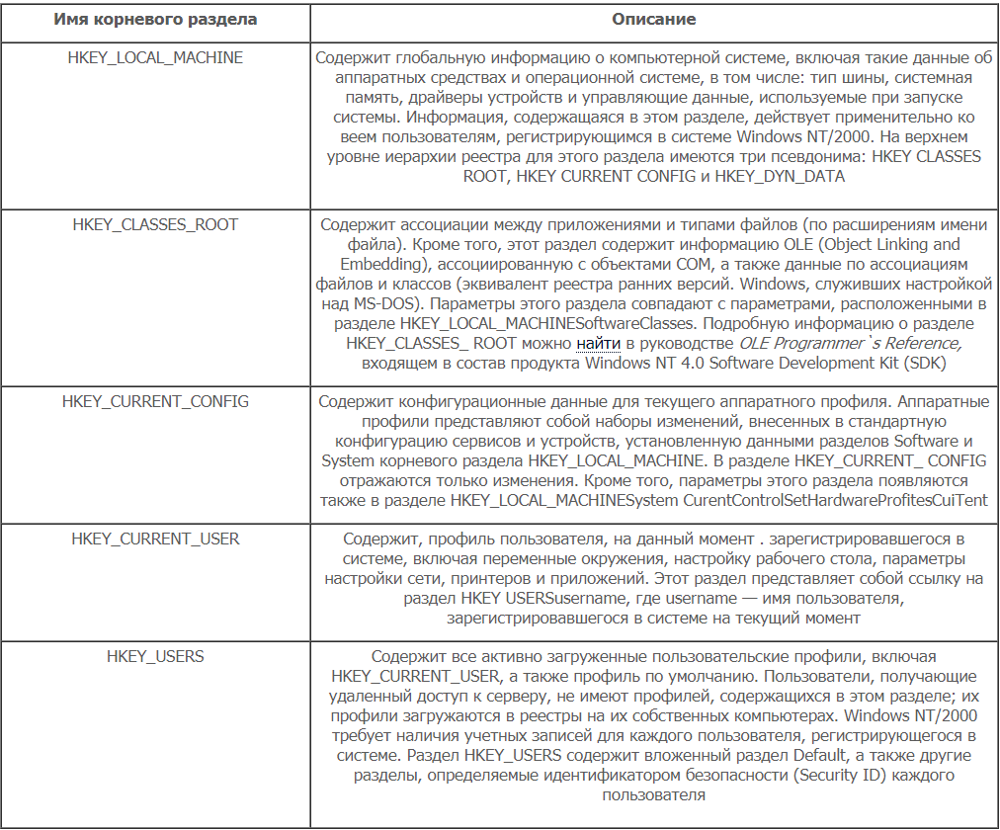 Имя корневого раздела
Описание
HKEY_LOCAL_MACHINE
Содержит глобальную информацию о компьютерной системе, включая такие данные об
аппаратных средствах и операционной системе, в том числе: тип шины, системная
память, драйверы устройств и управляющие данные, используемые при запуске
системы. Информация, содержащаяся в этом разделе, действует применительно ко
веем пользователям, регистрирующимся в системе Windows NT/2000. На верхнем
уровне иерархии реестра для этого раздела имеются три псевдонима: HKEY CLASSES
ROOT, HKEY CURRENT CONFIG и HKEY_DYN_DATA
HKEY_CLASSES_ROOT
Содержит ассоциации между приложениями и типами файлов (по расширениям имени
файла). Кроме того, этот раздел содержит информацию OLE (Object Linking and
Embedding), ассоциированную с объектами COM, а также данные по ассоциациям
файлов и классов (эквивалент реестра ранних версий. Windows, служивших настройкой
над MS-DOS). Параметры этого раздела совпадают с параметрами, расположенными в
разделе HKEY_LOCAL_MACHINESoftwareClasses. Подробную информацию о разделе
HKEY_CLASSES_ ROOT можно найти в руководстве OLE Programmer`s Reference,
входящем в состав продукта Windows NT 4.0 Software Development Kit (SDK)
HKEY_CURRENT_CONFIG
Содержит конфигурационные данные для текущего аппаратного профиля. Аппаратные
профили представляют собой наборы изменений, внесенных в стандартную
конфигурацию сервисов и устройств, установленную данными разделов Software и
System корневого раздела HKEY_LOCAL_MACHINE. В разделе HKEY_CURRENT_ CONFIG
отражаются только изменения. Кроме того, параметры этого раздела появляются
также в разделе HKEY_LOCAL_MACHINESystem CurentControlSetHardwareProfitesCuiTent
HKEY_CURRENT_USER
Содержит, профиль пользователя, на данный момент . зарегистрировавшегося в
системе, включая переменные окружения, настройку рабочего стола, параметры
настройки сети, принтеров и приложений. Этот раздел представляет собой ссылку на
раздел HKEY USERSusername, где username — имя пользователя,
зарегистрировавшегося в системе на текущий момент
HKEY_USERS
Содержит все активно загруженные пользовательские профили, включая
HKEY_CURRENT_USER, а также профиль по умолчанию. Пользователи, получающие
удаленный доступ к серверу, не имеют профилей, содержащихся в этом разделе; их
профили загружаются в реестры на их собственных компьютерах. Windows NT/2000
требует наличия учетных записей для каждого пользователя, регистрирующегося в
системе. Раздел HKEY_USERS содержит вложенный раздел Default, а также другие
разделы, определяемые идентификатором безопасности (Security ID) каждого
пользователя